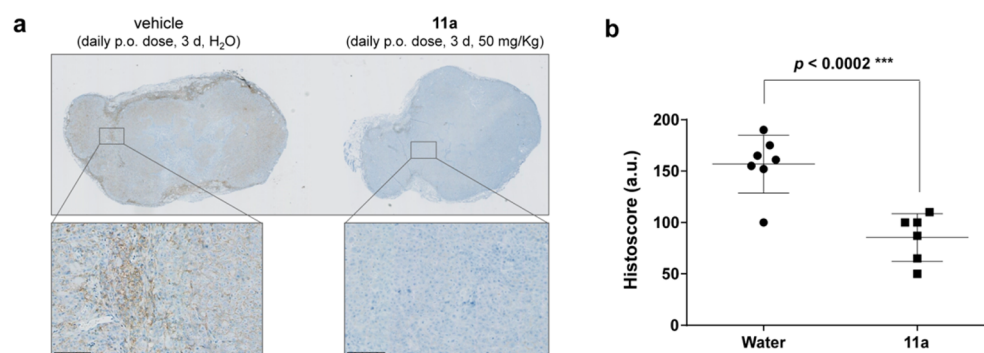 a
vehicle
(daily p.o. dose, 3 d, H₂O)
11a
(daily p.o. dose, 3 d, 50 mg/Kg)
b
p < 0.0002 ***
Histoscore (a.u.)
200
150
100
50
0
Water
11a